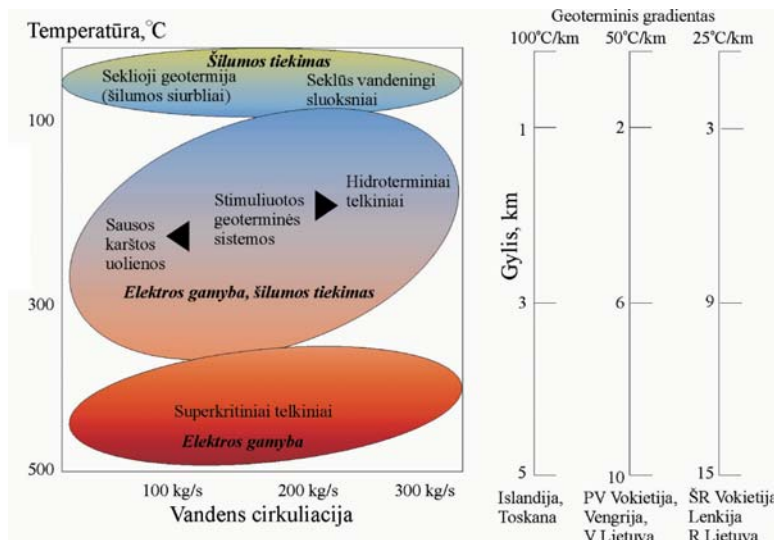 Geoterminis gradientas
100°C/km 50°C/km 25°C/km
Temperatūra,°C
Šilumos tiekimas
Seklioji geotermija
(šilumos siurbliai)
Seklūs vandeningi
sluoksniai
100
300
500
Hidroterminiai
telkiniai
Stimuliuotos
geoterminės
sistemos
Sausos
karštos
uolienos
Elektros gamyba, šilumos tiekimas
Superkritiniai telkiniai
Elektros gamyba
100 kg/s 200 kg/s 300 kg/s
Vandens cirkuliacija
Gylis, km
1 2 3
3 6 9
5 10 15
Islandija,
Toskana
PV Vokietija,
Vengrija,
V Lietuva
ŠR Vokietija
Lenkija
R Lietuva